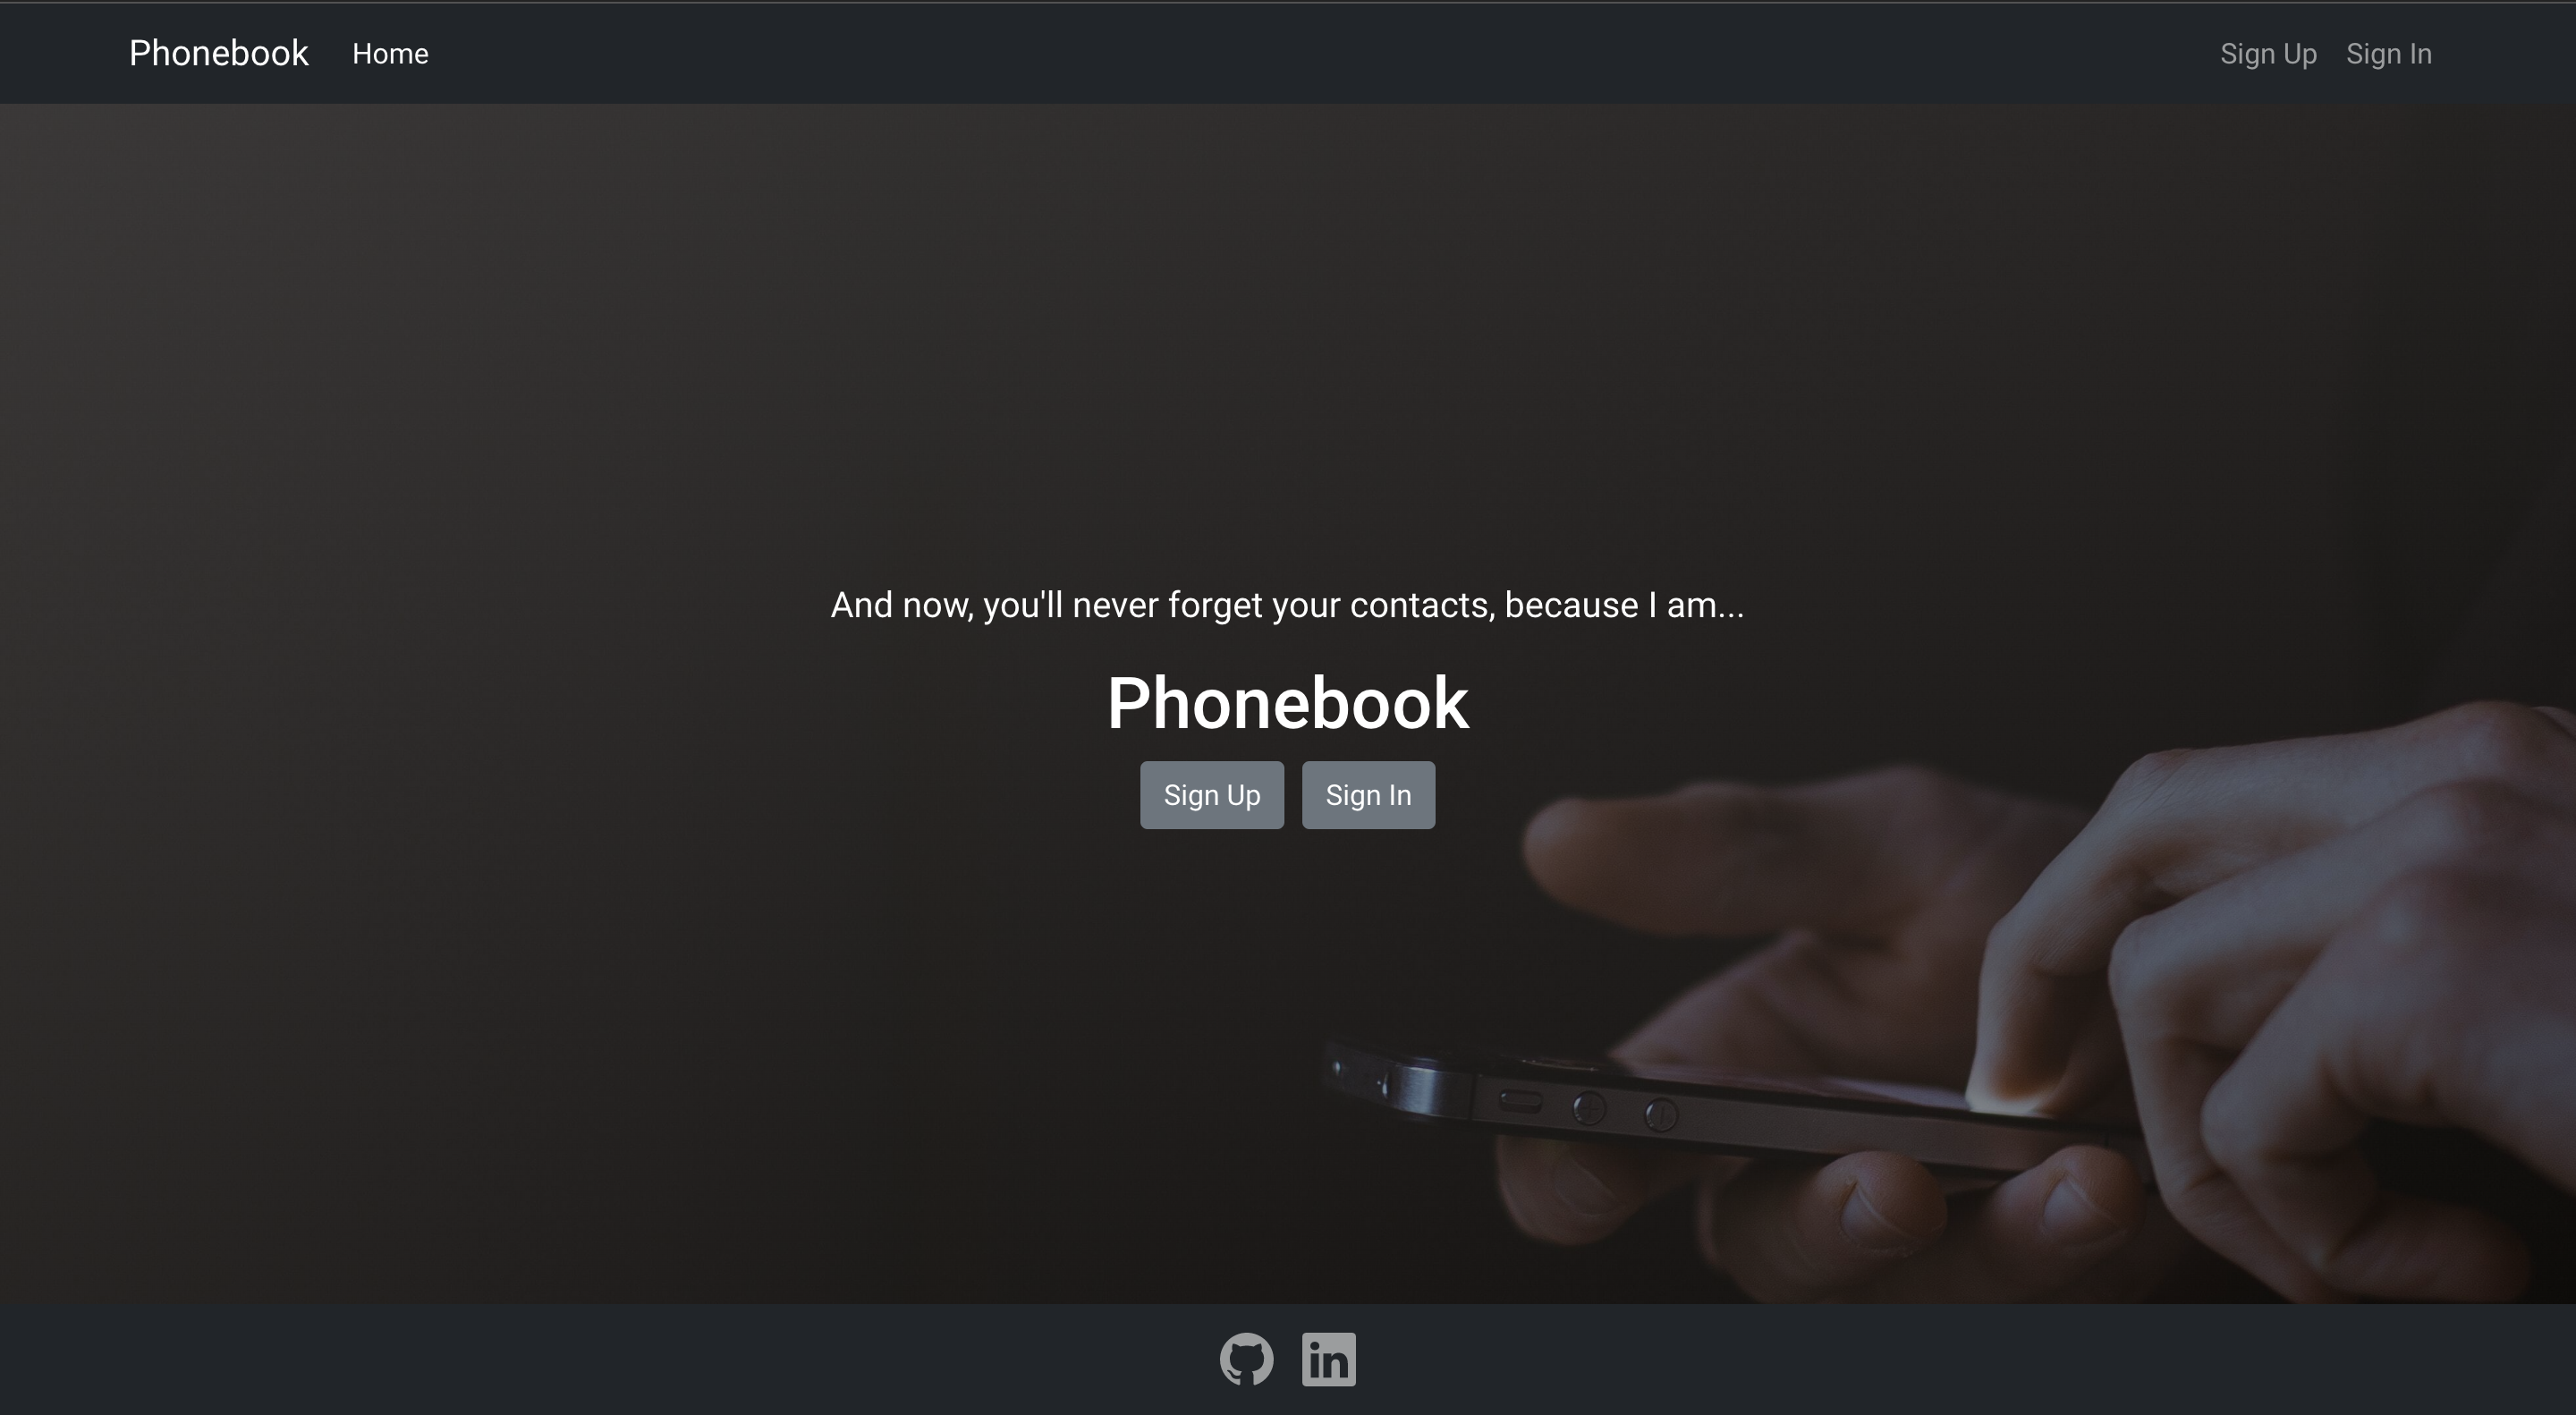 Phonebook Home Sign Up Sign In
And now, you'll never forget your contacts, because I am...
Phonebook
Sign Up Sign In
in